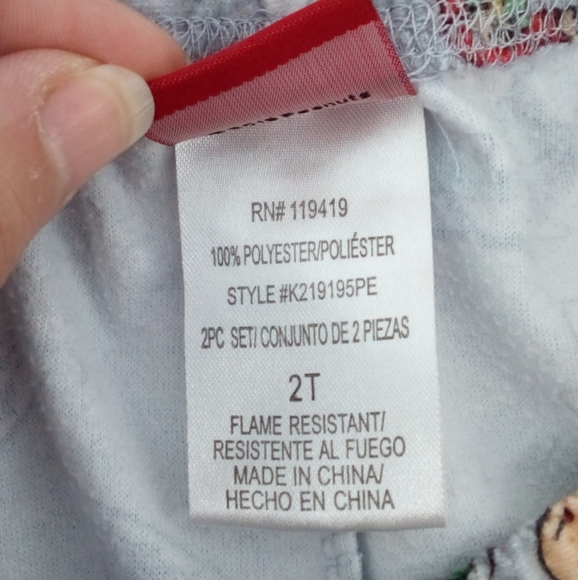 RN# 119419
100% POLYESTER/POLIÉSTER
STYLE #K219195PE
2PC SET/ CONJUNTO DE 2 PIEZAS
2T
FLAME RESISTANT/
RESISTENTE AL FUEGO
MADE IN CHINA/
HECHO EN CHINA